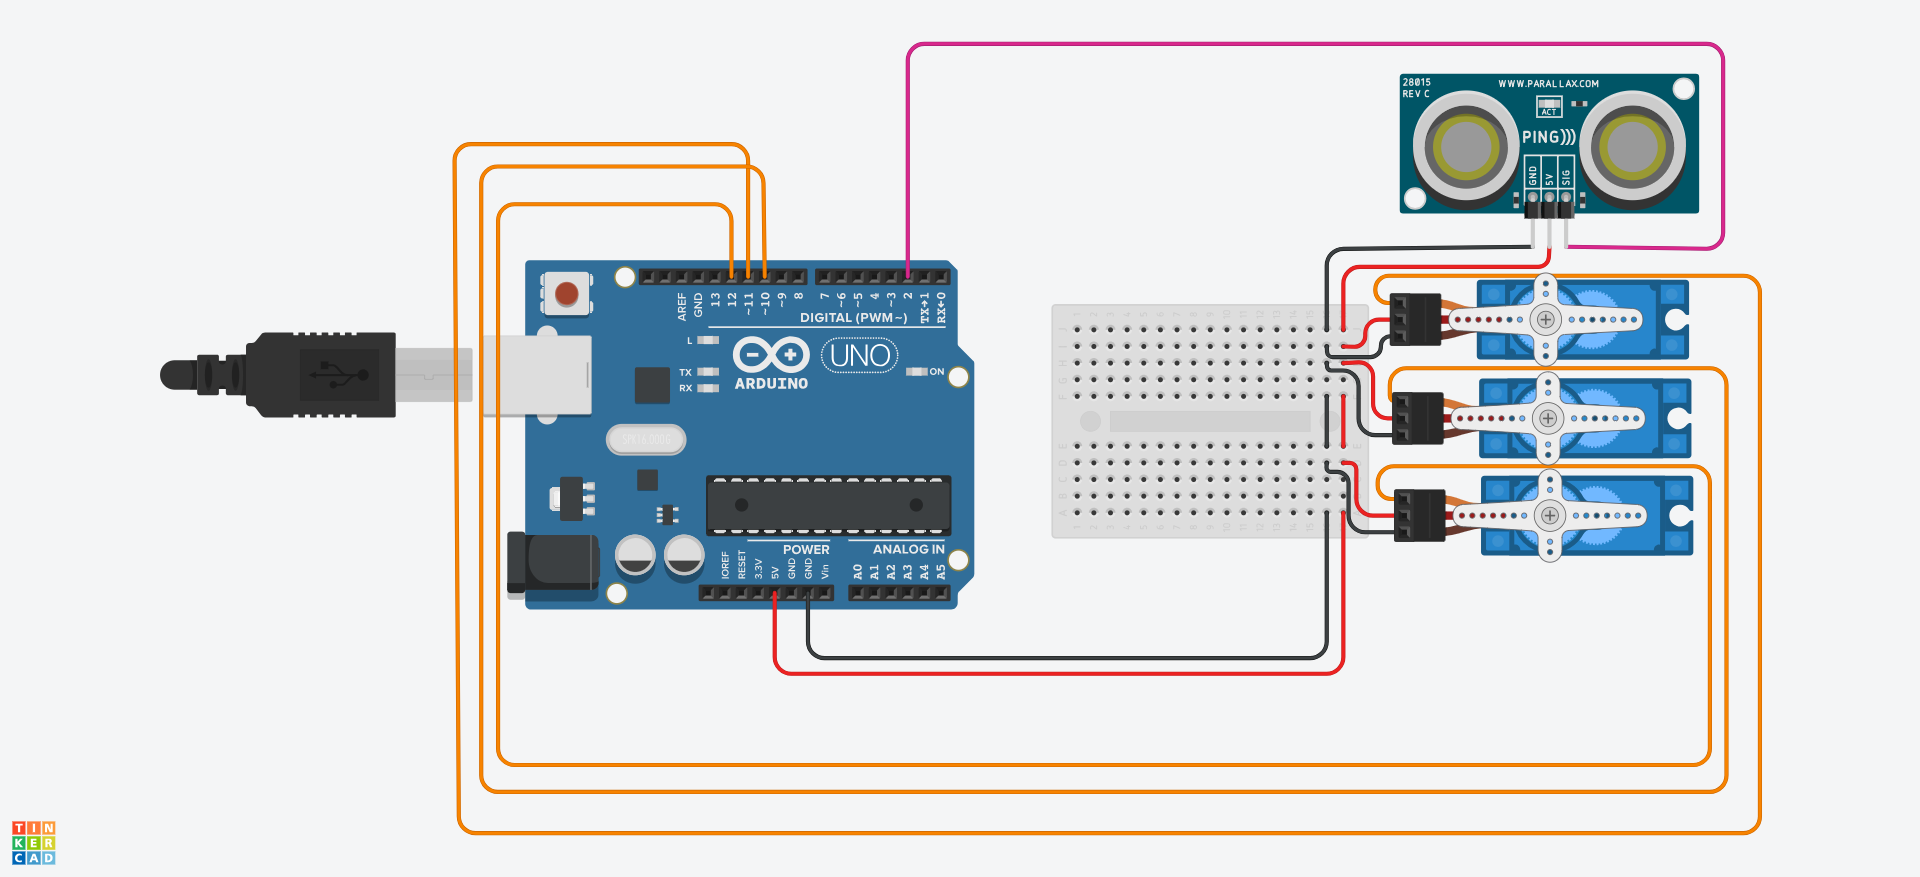 28015
REV C
WWW.PARALLAX.COM
ACT
PING)))
GND
5V
SIG
AREF
GND
13
12
~11
~10
~9
8
7
~6
~5
4
~3
2
TX→1
RX←0
DIGITAL (PWM ~)
L
TX
RX
ARDUINO
UNO
ON
POWER
ANALOG IN
IOREF
RESET
3.3V
5V
GND
GND
Vin
A0
A1
A2
A3
A4
A5
TIN
KER
CAD